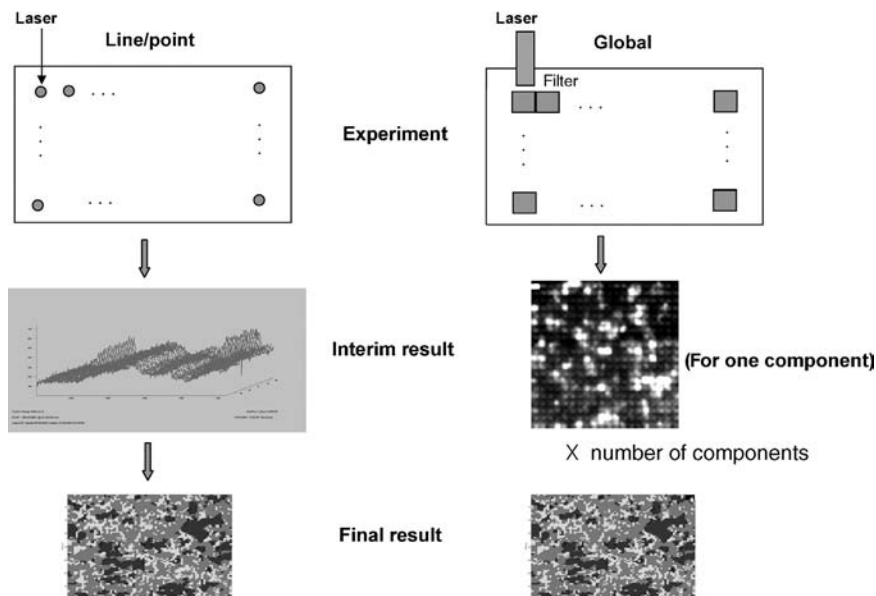 Laser
Line/point
Laser
Global
Filter
Experiment
Interim result
(For one component)
X number of components
Final result